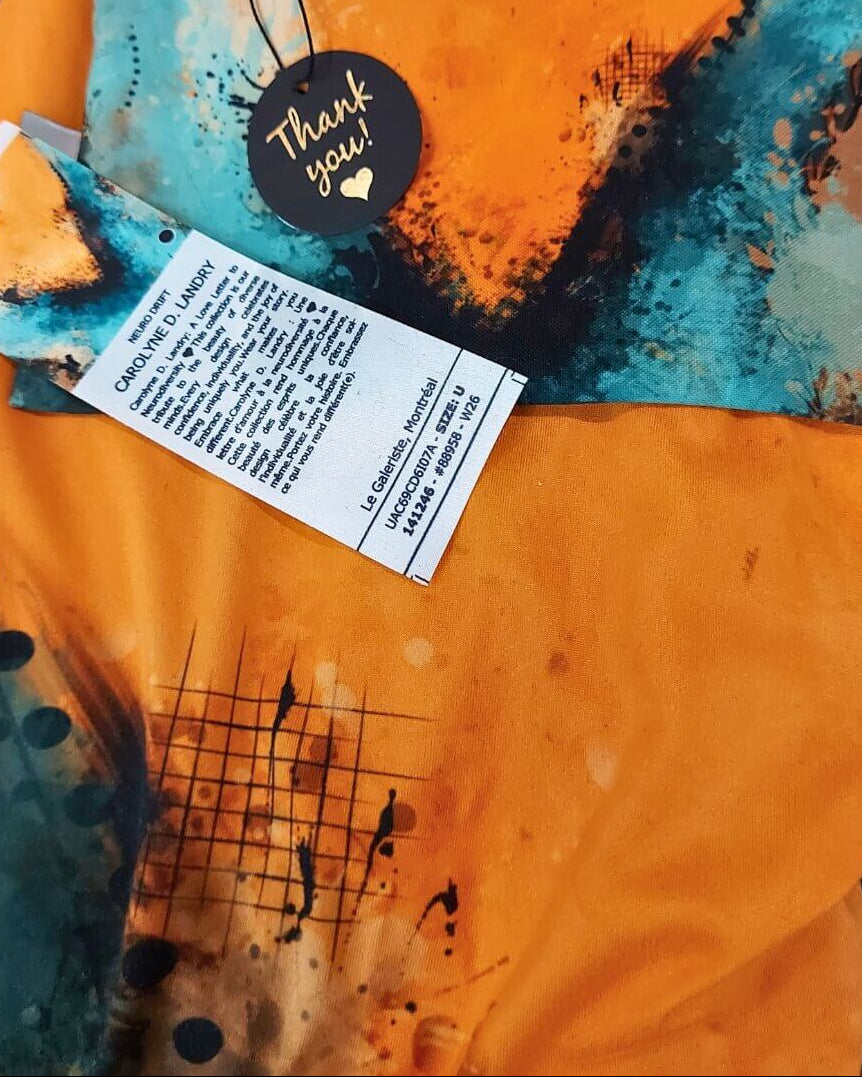 Thank
you!
NEURO DRIFT
CAROLYNE D. LANDRY
Carolyne D. Landry: A Love Letter to
Neurodiversity 🖤This collection is our
tribute to the beauty of diverse
minds.Every design celebrates
confidence, individuality, and the joy of
being uniquely you.Wear your story.
Embrace what makes you
different.Carolyne D. Landry : Une
lettre d'amour à la neurodiversité 🖤
Cette collection rend hommage à la
beauté des esprits uniques.Chaque
design célèbre la confiance,
l'individualité et la joie d'être soi-
même.Portez votre histoire. Embrassez
ce qui vous rend différent(e).
Le Galeriste, Montréal
UAC69CD6I07A - SIZE: U
141246 - #88958 - W26